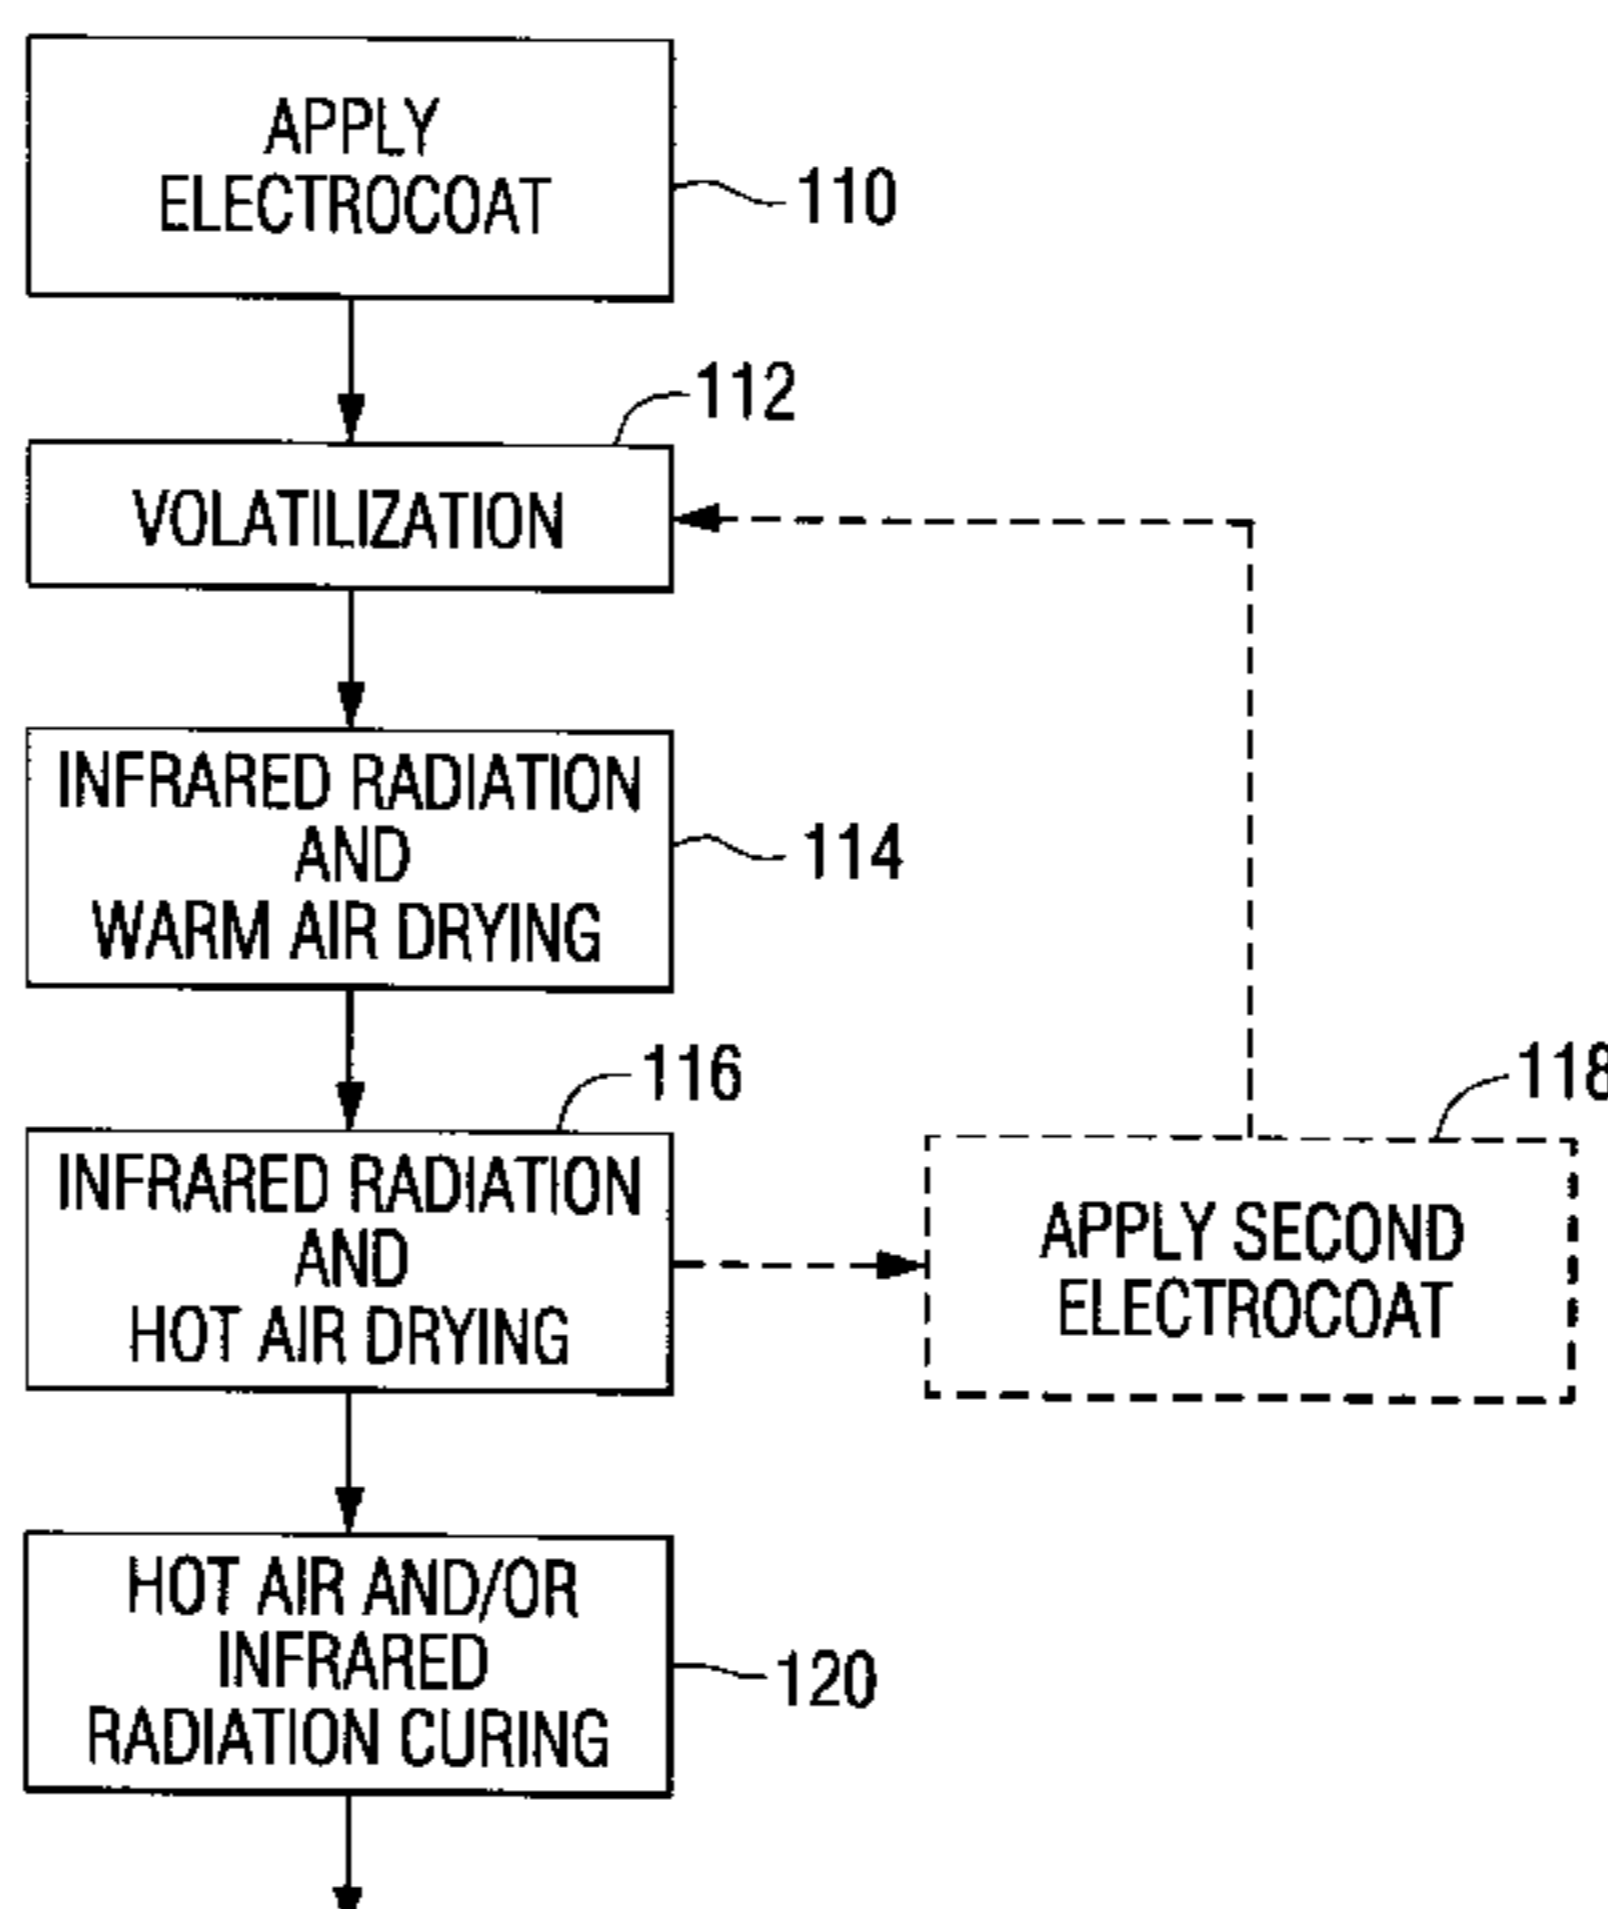 APPLY
ELECTROCOAT
110
112
VOLATILIZATION
INFRARED RADIATION
AND
WARM AIR DRYING
114
116
118
INFRARED RADIATION
AND
HOT AIR DRYING
APPLY SECOND
ELECTROCOAT
HOT AIR AND/OR
INFRARED
RADIATION CURING
120